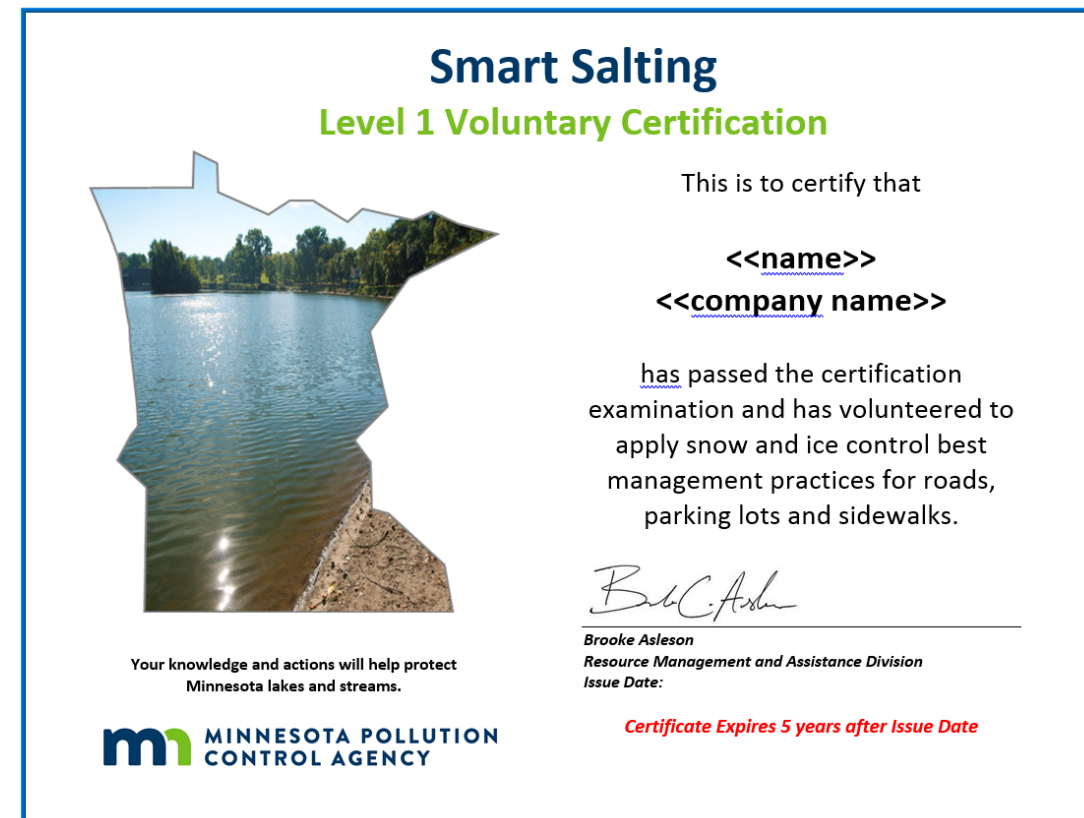 Smart Salting
Level 1 Voluntary Certification
This is to certify that
<<name>>
<<company name>>
has passed the certification
examination and has volunteered to
apply snow and ice control best
management practices for roads,
parking lots and sidewalks.
Brooke Asleson
Resource Management and Assistance Division
Issue Date:
Certificate Expires 5 years after Issue Date
Your knowledge and actions will help protect
Minnesota lakes and streams.
mn MINNESOTA POLLUTION
CONTROL AGENCY